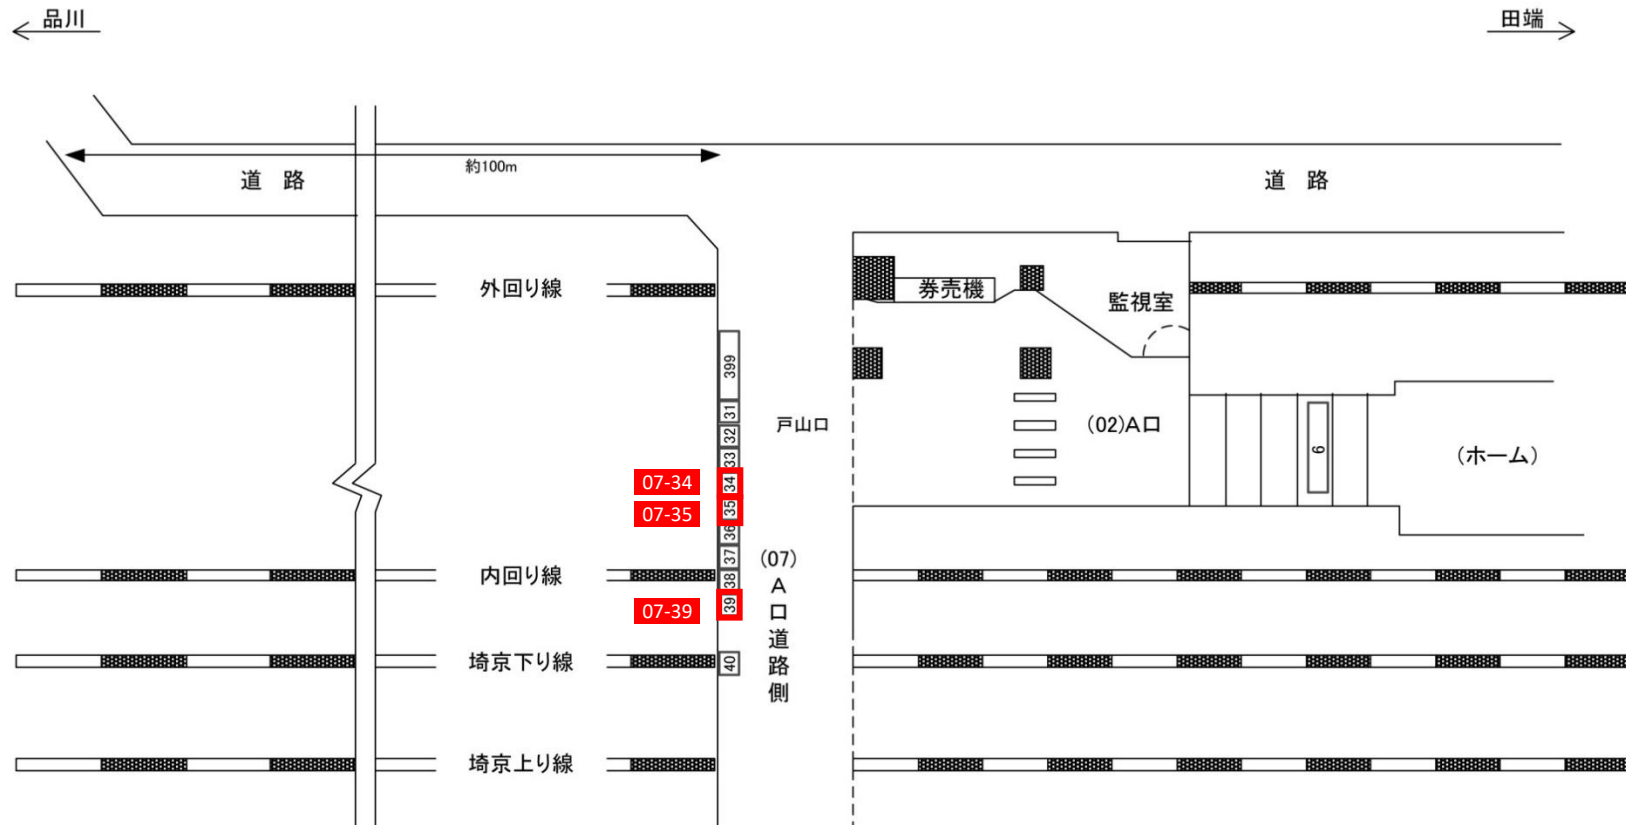 品川
田端
約100m
道 路
道 路
外回り線
券売機
監視室
399
31
戸山口
(02)A口
32
33
6
(ホーム)
07-34
34
07-35
35
36
37
(07)
A
口
道
路
側
内回り線
38
07-39
39
埼京下り線
40
埼京上り線